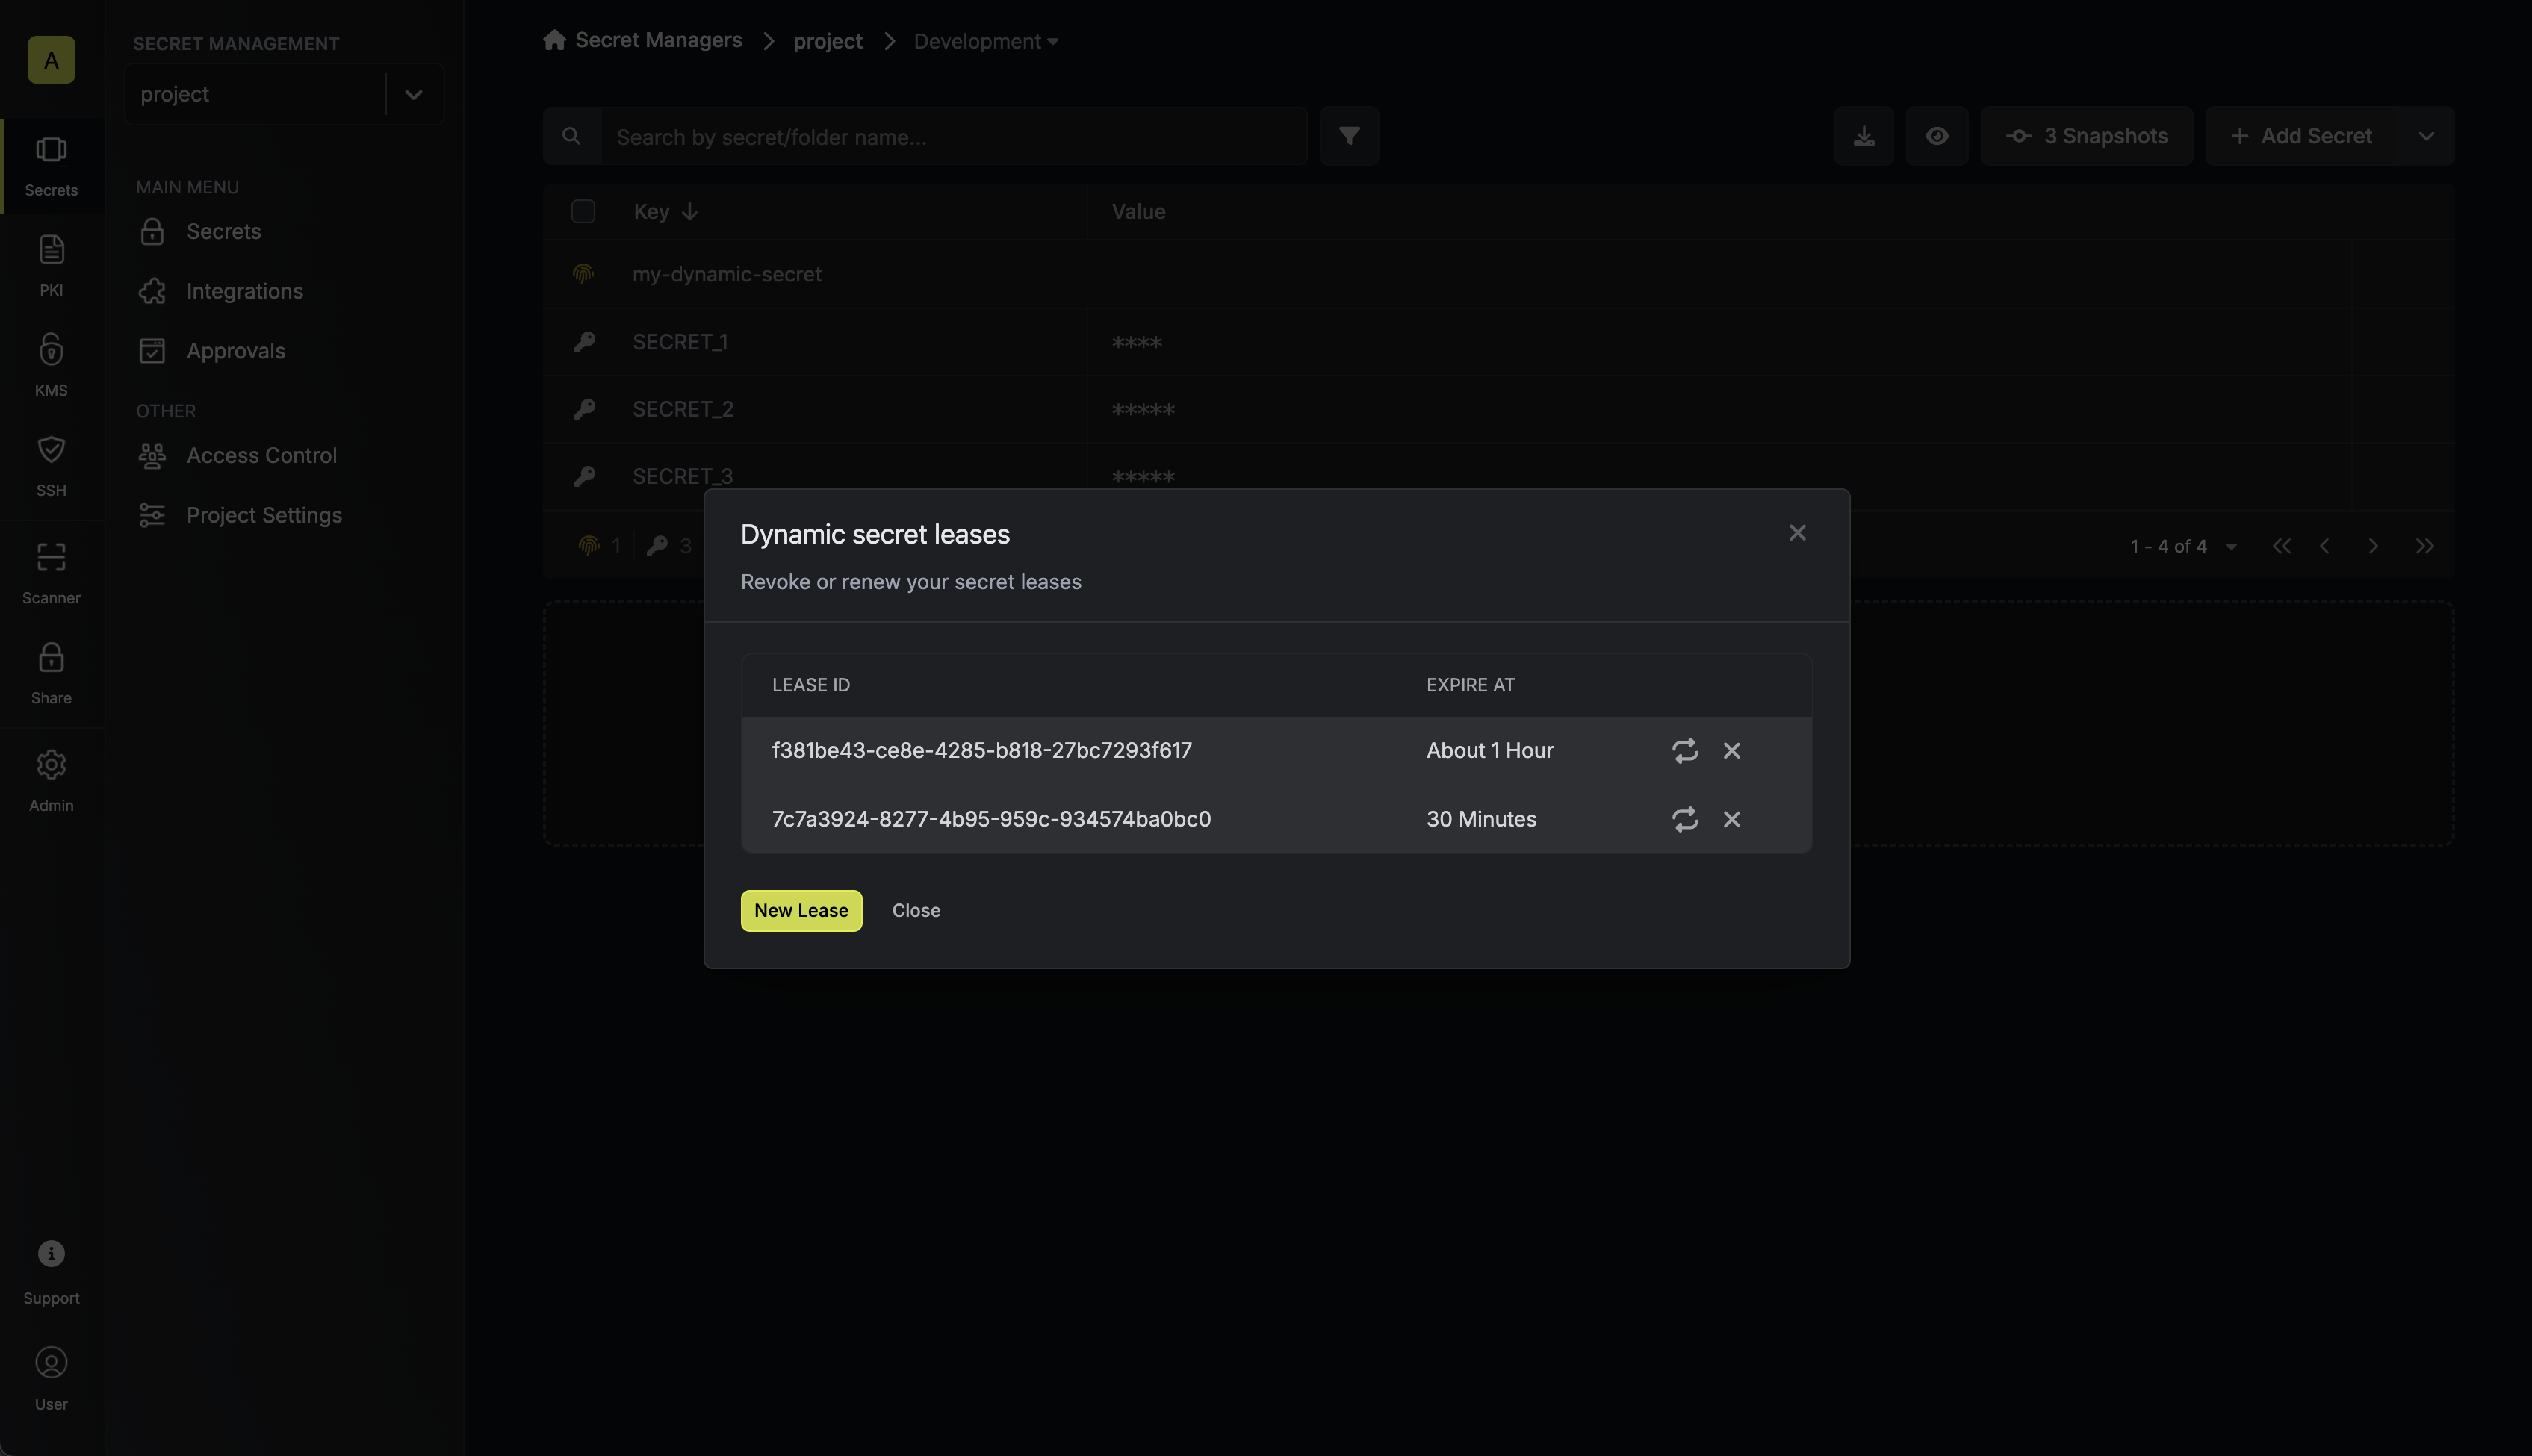 A
Secrets
PKI
KMS
SSH
Scanner
Share
Admin
Support
User
SECRET MANAGEMENT
project
MAIN MENU
Secrets
Integrations
Approvals
OTHER
Access Control
Project Settings
Secret Managers project Development
Search by secret/folder name...
3 Snapshots
Add Secret
Key Value
my-dynamic-secret
SECRET_1 ****
SECRET_2 *****
SECRET_3 *****
1 3
1 - 4 of 4
Dynamic secret leases
Revoke or renew your secret leases
LEASE ID EXPIRE AT
f381be43-ce8e-4285-b818-27bc7293f617 About 1 Hour
7c7a3924-8277-4b95-959c-934574ba0bc0 30 Minutes
New Lease Close